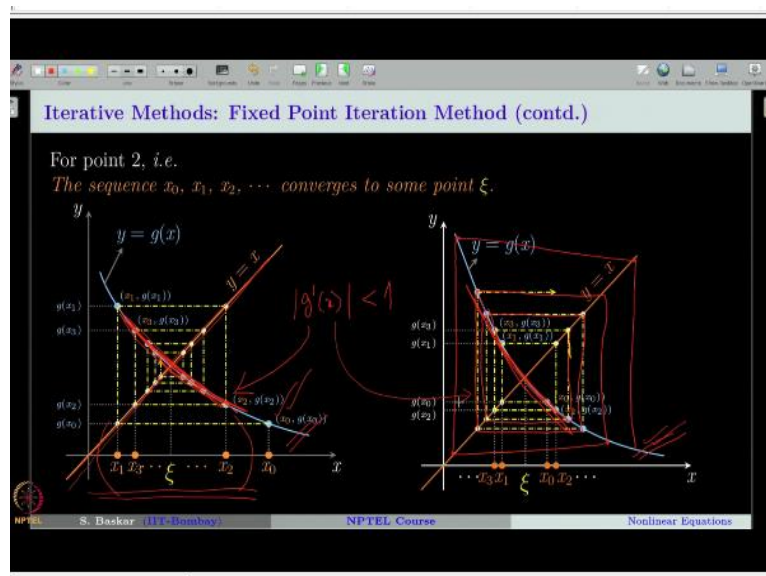 Iterative Methods: Fixed Point Iteration Method (contd.)
For point 2, i.e.
The sequence x₀, x₁, x₂, ··· converges to some point ξ.
y
y = g(x)
y = x
(x₁, g(x₁))
g(x₁)
(x₃, g(x₃))
g(x₃)
g(x₂)
(x₂, g(x₂))
g(x₀)
(x₀, g(x₀))
x₁ x₃ ··· ξ ··· x₂ x₀ x
|g'(x)| < 1
y
y = g(x)
y = x
g(x₃)
(x₃, g(x₃))
g(x₁)
(x₁, g(x₁))
g(x₀)
(x₀, g(x₀))
g(x₂)
(x₂, g(x₂))
··· x₃ x₁ ξ x₀ x₂ ··· x
NPTEL
S. Baskar (IIT-Bombay)
NPTEL Course
Nonlinear Equations